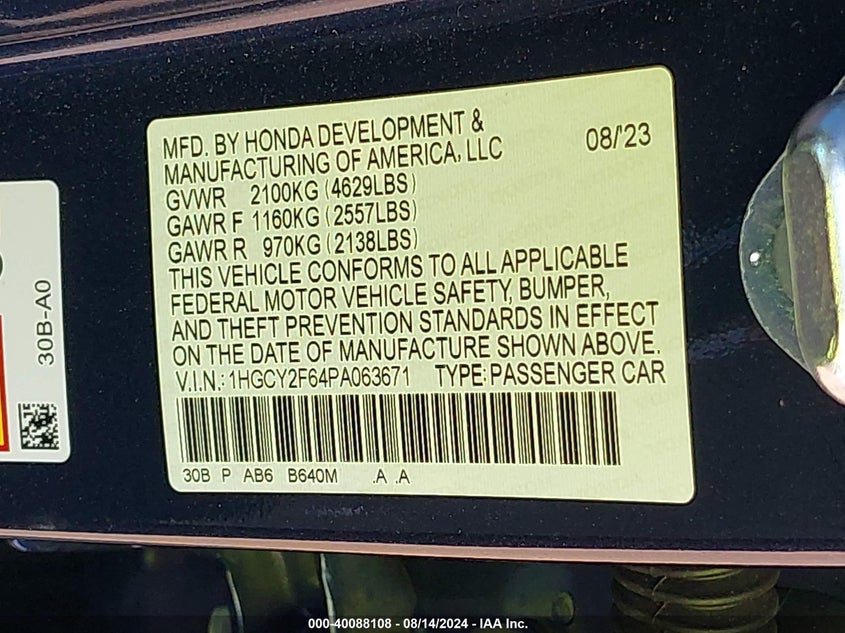 MFD. BY HONDA DEVELOPMENT & 08/'23
MANUFACTURING OF AMERICA, LLC
GVWR 2100KG (4629LBS)
GAWR F 1160KG (2557LBS)
GAWR R 970KG (2138LBS)
THIS VEHICLE CONFORMS TO ALL APPLICABLE
FEDERAL MOTOR VEHICLE SAFETY, BUMPER,
AND THEFT PREVENTION STANDARDS IN EFFECT
ON THE DATE OF MANUFACTURE SHOWN ABOVE.
V.I.N.: 1HGCY2F64PA063671 TYPE: PASSENGER CAR
30B P AB6 B640M .A .A
30B-A0
000-40088108 - 08/14/2024 - IAA Inc.